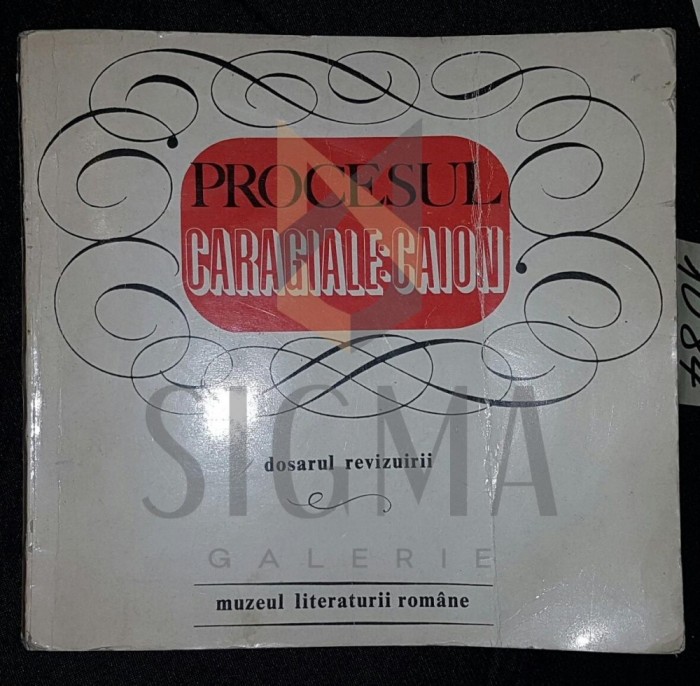 PROCESUL
CARAGIALE:CAION
SIGMA
dosarul revizuirii
GALERIE
muzeul literaturii române
1084